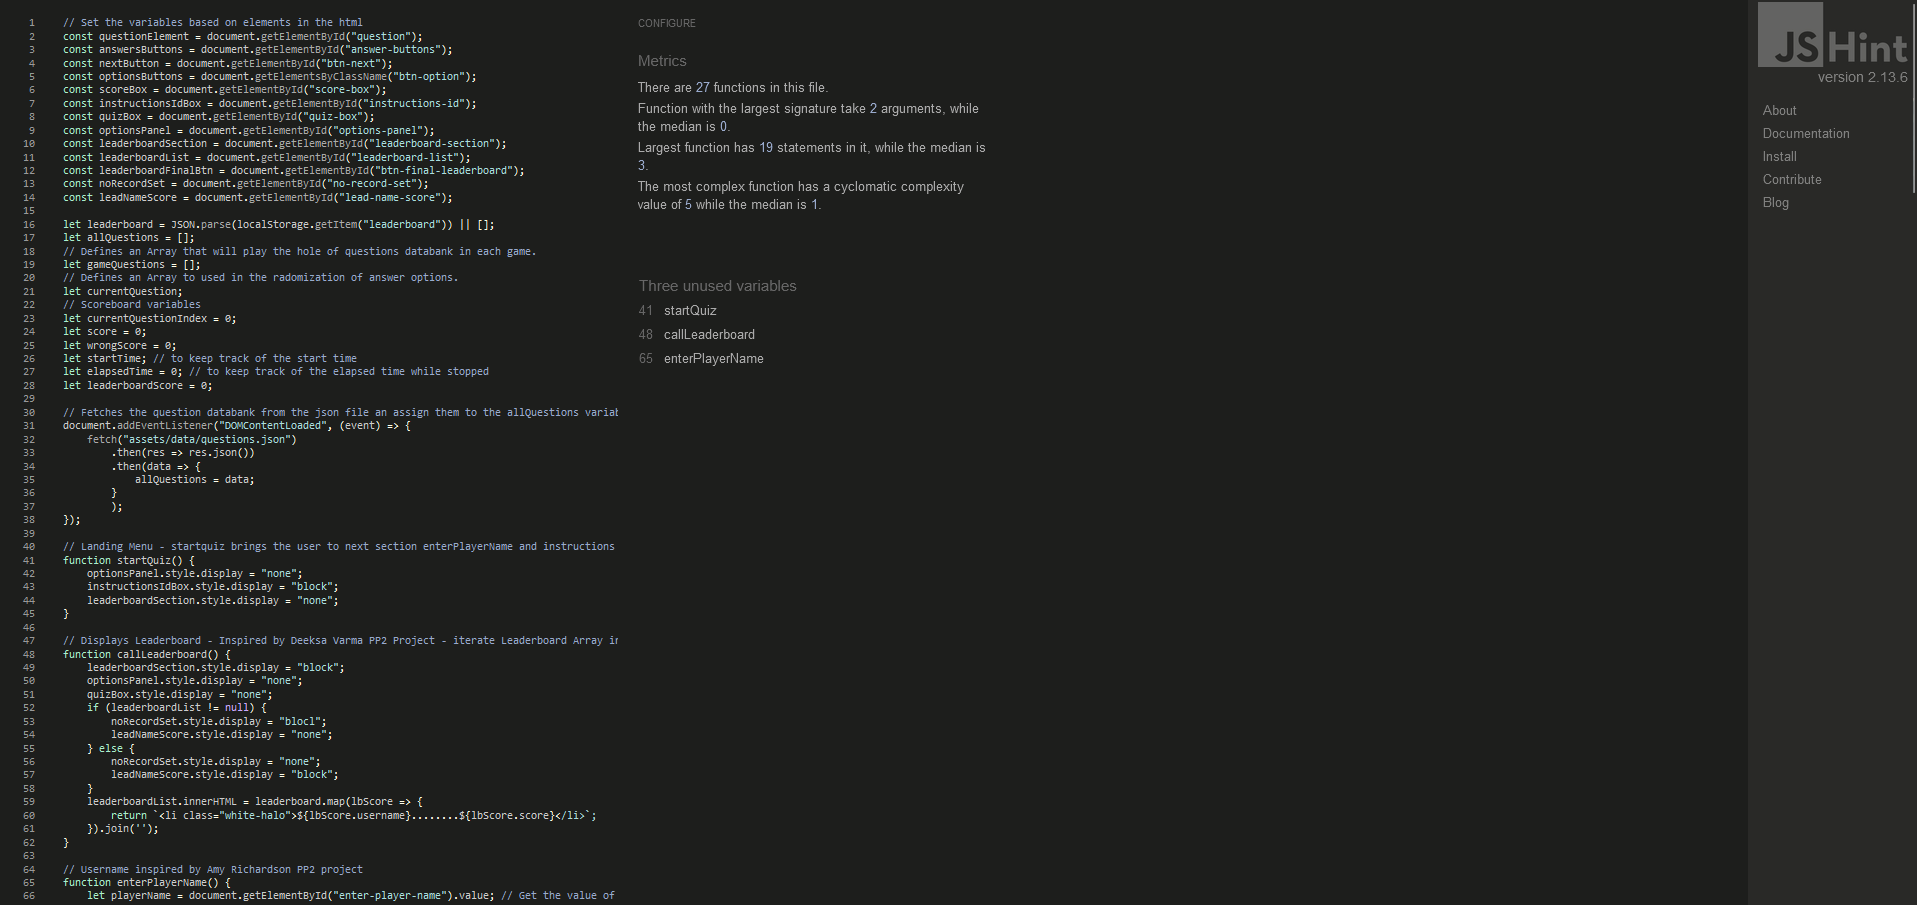 1 // Set the variables based on elements in the html
2 const questionElement = document.getElementById("question");
3 const answersButtons = document.getElementById("answer-buttons");
4 const nextButton = document.getElementById("btn-next");
5 const optionsButtons = document.getElementsByClassName("btn-option");
6 const scoreBox = document.getElementById("score-box");
7 const instructionsIdBox = document.getElementById("instructions-id");
8 const quizBox = document.getElementById("quiz-box");
9 const optionsPanel = document.getElementById("options-panel");
10 const leaderboardSection = document.getElementById("leaderboard-section");
11 const leaderboardList = document.getElementById("leaderboard-list");
12 const leaderboardFinalBtn = document.getElementById("btn-final-leaderboard");
13 const noRecordSet = document.getElementById("no-record-set");
14 const leadNameScore = document.getElementById("lead-name-score");
15
16 let leaderboard = JSON.parse(localStorage.getItem("leaderboard")) || [];
17 let allQuestions = [];
18 // Defines an Array that will play the hole of questions databank in each game.
19 let gameQuestions = [];
20 // Defines an Array to used in the radomization of answer options.
21 let currentQuestion;
22 // Scoreboard variables
23 let currentQuestionIndex = 0;
24 let score = 0;
25 let wrongScore = 0;
26 let startTime; // to keep track of the start time
27 let elapsedTime = 0; // to keep track of the elapsed time while stopped
28 let leaderboardScore = 0;
29
30 // Fetches the question databank from the json file an assign them to the allQuestions variab
31 document.addEventListener("DOMContentLoaded", (event) => {
32 fetch("assets/data/questions.json")
33 .then(res => res.json())
34 .then(data => {
35 allQuestions = data;
36 }
37 );
38 });
39
40 // Landing Menu - startquiz brings the user to next section enterPlayerName and instructions
41 function startQuiz() {
42 optionsPanel.style.display = "none";
43 instructionsIdBox.style.display = "block";
44 leaderboardSection.style.display = "none";
45 }
46
47 // Displays Leaderboard - Inspired by Deeksa Varma PP2 Project - iterate Leaderboard Array in
48 function callLeaderboard() {
49 leaderboardSection.style.display = "block";
50 optionsPanel.style.display = "none";
51 quizBox.style.display = "none";
52 if (leaderboardList != null) {
53 noRecordSet.style.display = "blocl";
54 leadNameScore.style.display = "none";
55 } else {
56 noRecordSet.style.display = "none";
57 leadNameScore.style.display = "block";
58 }
59 leaderboardList.innerHTML = leaderboard.map(lbScore => {
60 return `<li class="white-halo">${lbScore.username}........${lbScore.score}</li>`;
61 }).join('');
62 }
63
64 // Username inspired by Amy Richardson PP2 project
65 function enterPlayerName() {
66 let playerName = document.getElementById("enter-player-name").value; // Get the value of
CONFIGURE
Metrics
There are 27 functions in this file.
Function with the largest signature take 2 arguments, while
the median is 0.
Largest function has 19 statements in it, while the median is
3.
The most complex function has a cyclomatic complexity
value of 5 while the median is 1.
Three unused variables
41 startQuiz
48 callLeaderboard
65 enterPlayerName
JSHint
version 2.13.6
About
Documentation
Install
Contribute
Blog